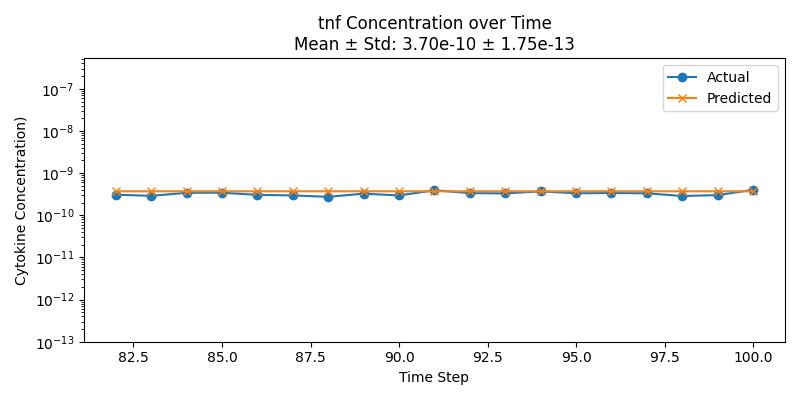 tnf Concentration over Time
Mean ± Std: 3.70e-10 ± 1.75e-13
Actual
Predicted
Cytokine Concentration)
10⁻⁷
10⁻⁸
10⁻⁹
10⁻¹⁰
10⁻¹¹
10⁻¹²
10⁻¹³
82.5 85.0 87.5 90.0 92.5 95.0 97.5 100.0
Time Step